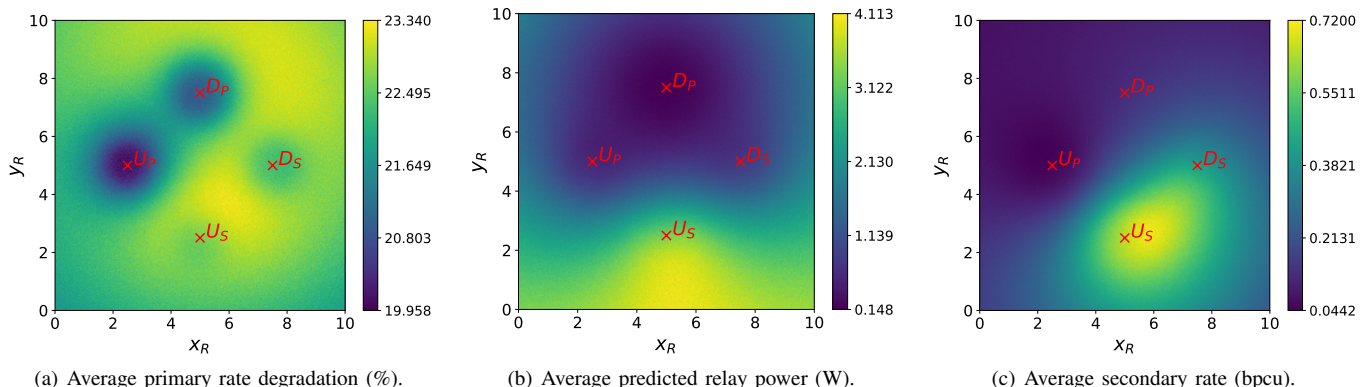 10
8
6
4
2
0
y_R
0 2 4 6 8 10
x_R
D_P
U_P
D_S
U_S
23.340
22.495
21.649
20.803
19.958
(a) Average primary rate degradation (%).
10
8
6
4
2
0
y_R
0 2 4 6 8 10
x_R
D_P
U_P
D_S
U_S
4.113
3.122
2.130
1.139
0.148
(b) Average predicted relay power (W).
10
8
6
4
2
0
y_R
0 2 4 6 8 10
x_R
D_P
U_P
D_S
U_S
0.7200
0.5511
0.3821
0.2131
0.0442
(c) Average secondary rate (bpcu).